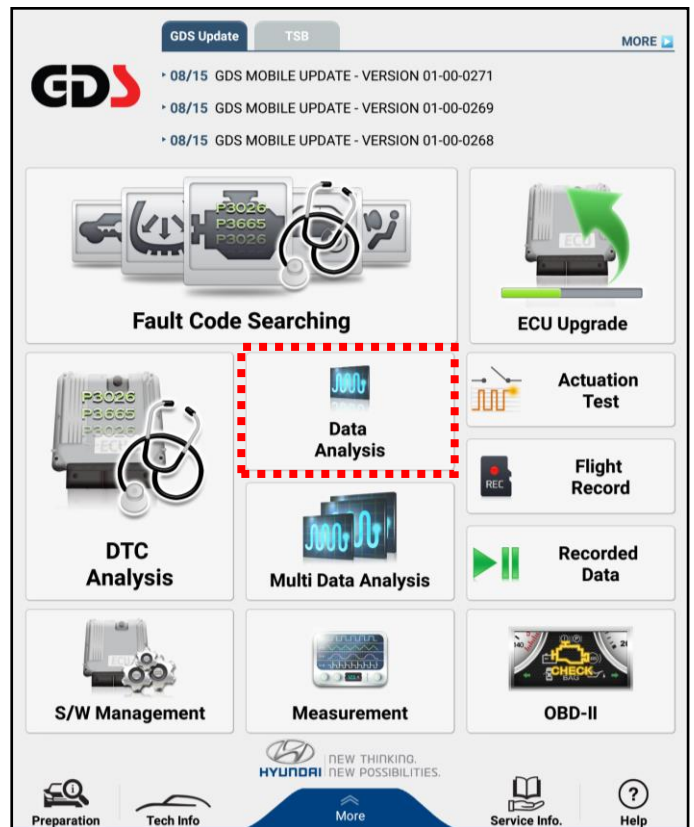 GDS Update
TSB
MORE
GDS
08/15 GDS MOBILE UPDATE - VERSION 01-00-0271
08/15 GDS MOBILE UPDATE - VERSION 01-00-0269
08/15 GDS MOBILE UPDATE - VERSION 01-00-0268
P3026
P3665
P3026
Fault Code Searching
ECU
ECU Upgrade
P3026
P3665
P3026
ECU
DTC
Analysis
Data
Analysis
Actuation
Test
REC
Flight
Record
Multi Data Analysis
Recorded
Data
ECU
S/W Management
Measurement
CHECK
OBD-II
HYUNDAI
NEW THINKING.
NEW POSSIBILITIES.
Preparation
Tech Info
More
Service Info.
Help